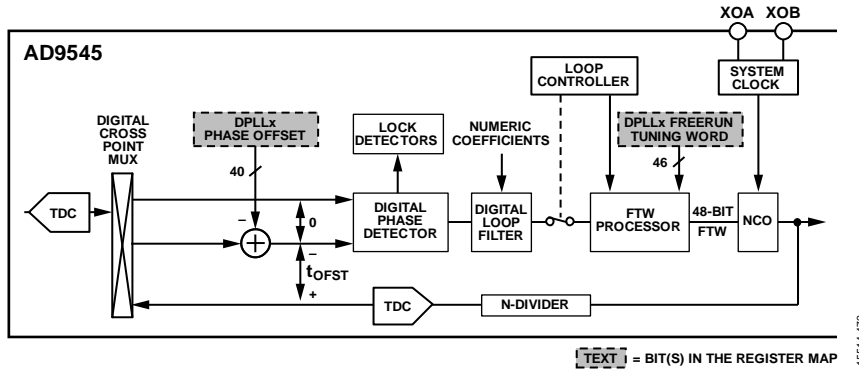 XOA XOB
AD9545
LOOP
CONTROLLER
SYSTEM
CLOCK
DIGITAL
CROSS
POINT
MUX
DPLLx
PHASE OFFSET
LOCK
DETECTORS
NUMERIC
COEFFICIENTS
DPLLx FREERUN
TUNING WORD
40
46
TDC
–
0
DIGITAL
PHASE
DETECTOR
DIGITAL
LOOP
FILTER
FTW
PROCESSOR
48-BIT
FTW
NCO
+
–
tOFST
+
TDC
N-DIVIDER
TEXT = BIT(S) IN THE REGISTER MAP